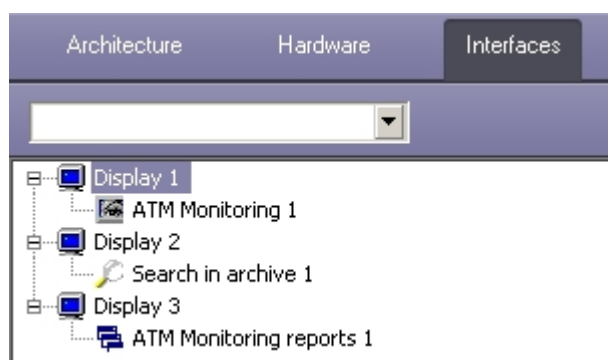 Architecture Hardware Interfaces
Display 1
ATM Monitoring 1
Display 2
Search in archive 1
Display 3
ATM Monitoring reports 1